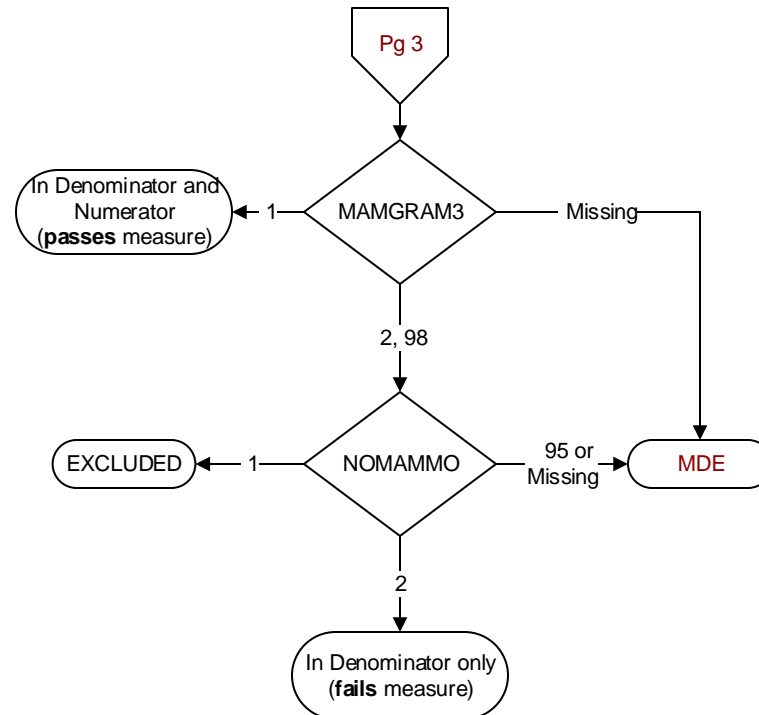 Pg 3
In Denominator and
Numerator
(passes measure)
1
MAMGRAM3
Missing
2, 98
EXCLUDED
1
NOMAMMO
95 or
Missing
MDE
2
In Denominator only
(fails measure)